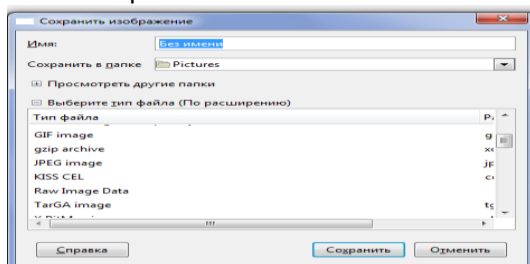 Сохранить изображение
Имя: Без имени
Сохранить в папке Pictures
Просмотреть другие папки
Выберите тип файла (По расширению)
Тип файла
GIF image g
gzip archive
JPEG image
KISS CEL
Raw Image Data
TarGA image
Справка Сохранить Отменить